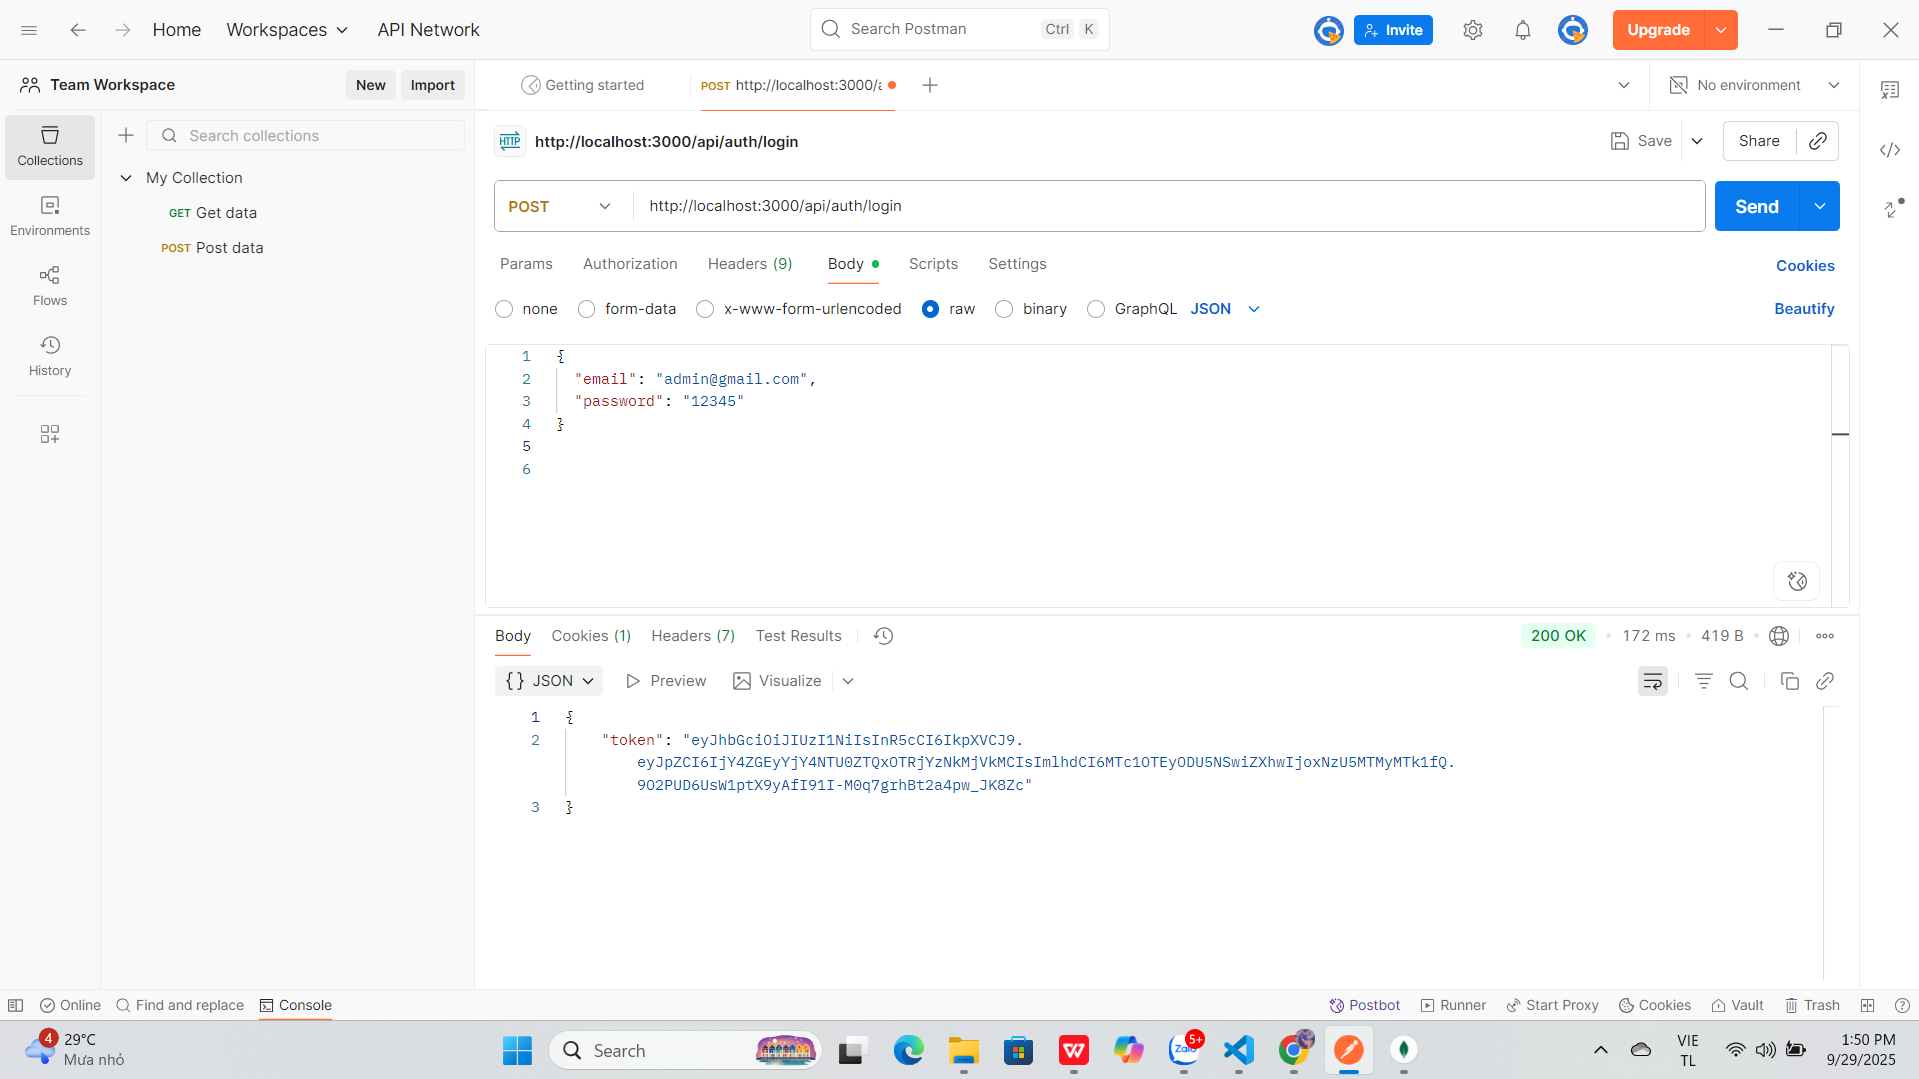 Home
Workspaces
API Network
Search Postman
Ctrl
K
Invite
Upgrade
Team Workspace
New
Import
Getting started
POST http://localhost:3000/a
No environment
Collections
Environments
Flows
History
Search collections
My Collection
GET Get data
POST Post data
HTTP http://localhost:3000/api/auth/login
Save
Share
POST
http://localhost:3000/api/auth/login
Send
Params
Authorization
Headers (9)
Body
Scripts
Settings
Cookies
none
form-data
x-www-form-urlencoded
raw
binary
GraphQL
JSON
Beautify
1 {
2 "email": "admin@gmail.com",
3 "password": "12345"
4 }
5
6
Body
Cookies (1)
Headers (7)
Test Results
200 OK
172 ms
419 B
{} JSON
Preview
Visualize
1 {
2 "token": "eyJhbGciOiJIUzI1NiIsInR5cCI6IkpXVCJ9.
eyJpZCI6IjY4ZGEyYjY4NTU0ZTQxOTRjYzNkMjVkMCIsImlhdCI6MTc1OTEyODU5NSwiZXhwIjoxNzU5MTMyMTk1fQ.
9O2PUD6UsW1ptX9yAfI91I-M0q7grhBt2a4pw_JK8Zc"
3 }
Online
Find and replace
Console
Postbot
Runner
Start Proxy
Cookies
Vault
Trash
4
29°C
Mưa nhỏ
Search
Zalo
5+
VIE
TL
1:50 PM
9/29/2025